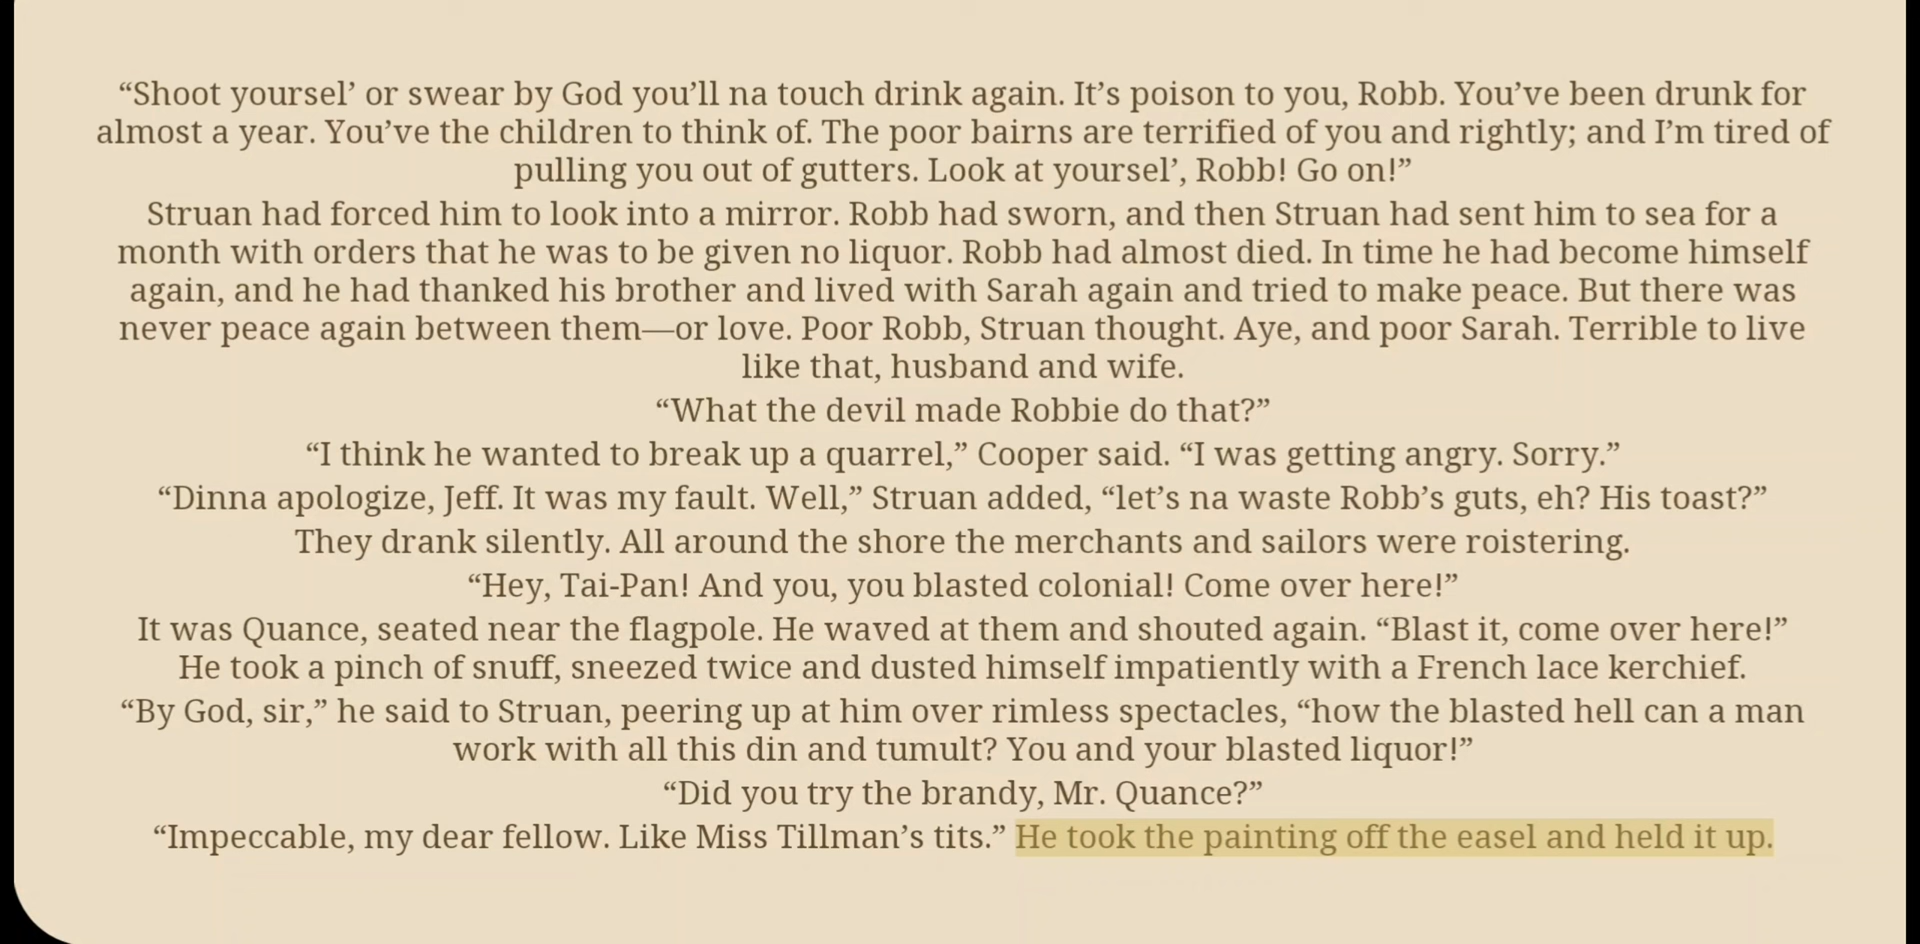 “Shoot yoursel’ or swear by God you’ll na touch drink again. It’s poison to you, Robb. You’ve been drunk for
almost a year. You’ve the children to think of. The poor bairns are terrified of you and rightly; and I’m tired of
pulling you out of gutters. Look at yoursel’, Robb! Go on!”
Struan had forced him to look into a mirror. Robb had sworn, and then Struan had sent him to sea for a
month with orders that he was to be given no liquor. Robb had almost died. In time he had become himself
again, and he had thanked his brother and lived with Sarah again and tried to make peace. But there was
never peace again between them—or love. Poor Robb, Struan thought. Aye, and poor Sarah. Terrible to live
like that, husband and wife.
“What the devil made Robbie do that?”
“I think he wanted to break up a quarrel,” Cooper said. “I was getting angry. Sorry.”
“Dinna apologize, Jeff. It was my fault. Well,” Struan added, “let’s na waste Robb’s guts, eh? His toast?”
They drank silently. All around the shore the merchants and sailors were roistering.
“Hey, Tai-Pan! And you, you blasted colonial! Come over here!”
It was Quance, seated near the flagpole. He waved at them and shouted again. “Blast it, come over here!”
He took a pinch of snuff, sneezed twice and dusted himself impatiently with a French lace kerchief.
“By God, sir,” he said to Struan, peering up at him over rimless spectacles, “how the blasted hell can a man
work with all this din and tumult? You and your blasted liquor!”
“Did you try the brandy, Mr. Quance?”
“Impeccable, my dear fellow. Like Miss Tillman’s tits.” He took the painting off the easel and held it up.